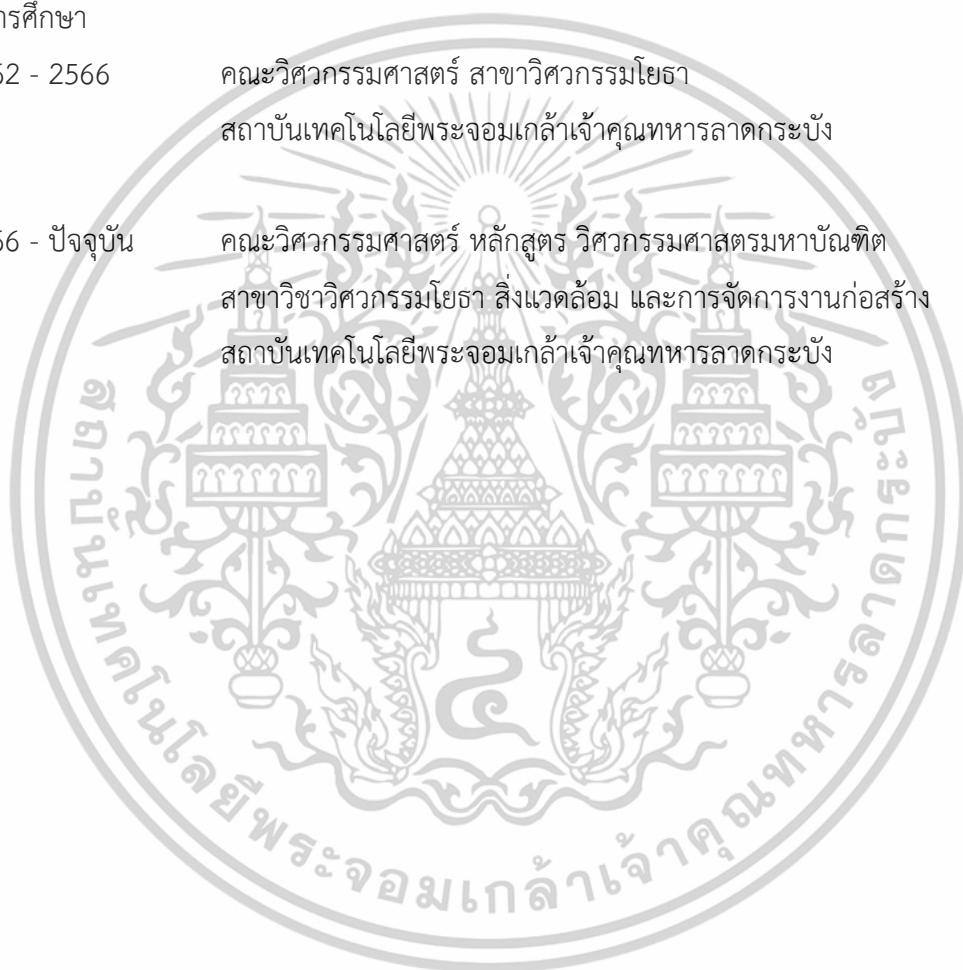 ารศึกษา
62 - 2566 คณะวิศวกรรมศาสตร์ สาขาวิศวกรรมโยธา
สถาบันเทคโนโลยีพระจอมเกล้าเจ้าคุณทหารลาดกระบัง
66 - ปัจจุบัน คณะวิศวกรรมศาสตร์ หลักสูตร วิศวกรรมศาสตรมหาบัณฑิต
สาขาวิชาวิศวกรรมโยธา สิ่งแวดล้อม และการจัดการงานก่อสร้าง
สถาบันเทคโนโลยีพระจอมเกล้าเจ้าคุณทหารลาดกระบัง
สถาบันเทคโนโลยีพระจอมเกล้าเจ้าคุณทหารลาดกระบัง